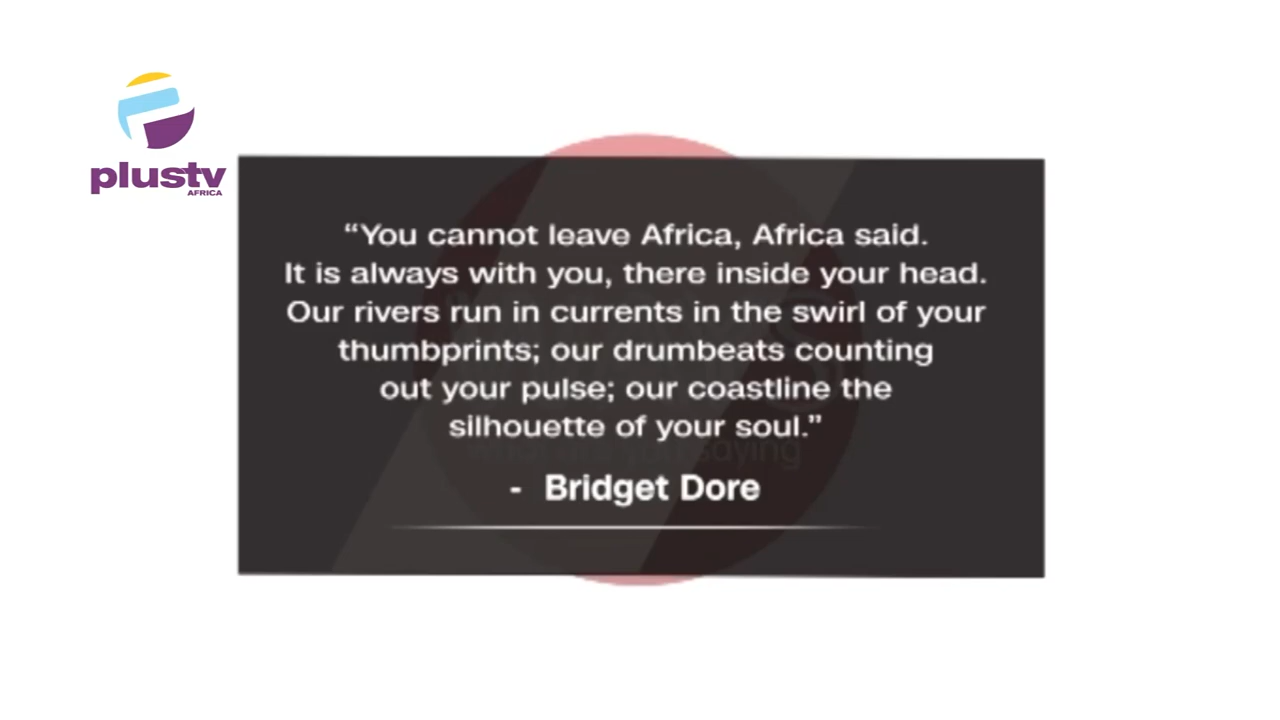 plustv
AFRICA
“You cannot leave Africa, Africa said.
It is always with you, there inside your head.
Our rivers run in currents in the swirl of your
thumbprints; our drumbeats counting
out your pulse; our coastline the
silhouette of your soul.”
- Bridget Dore